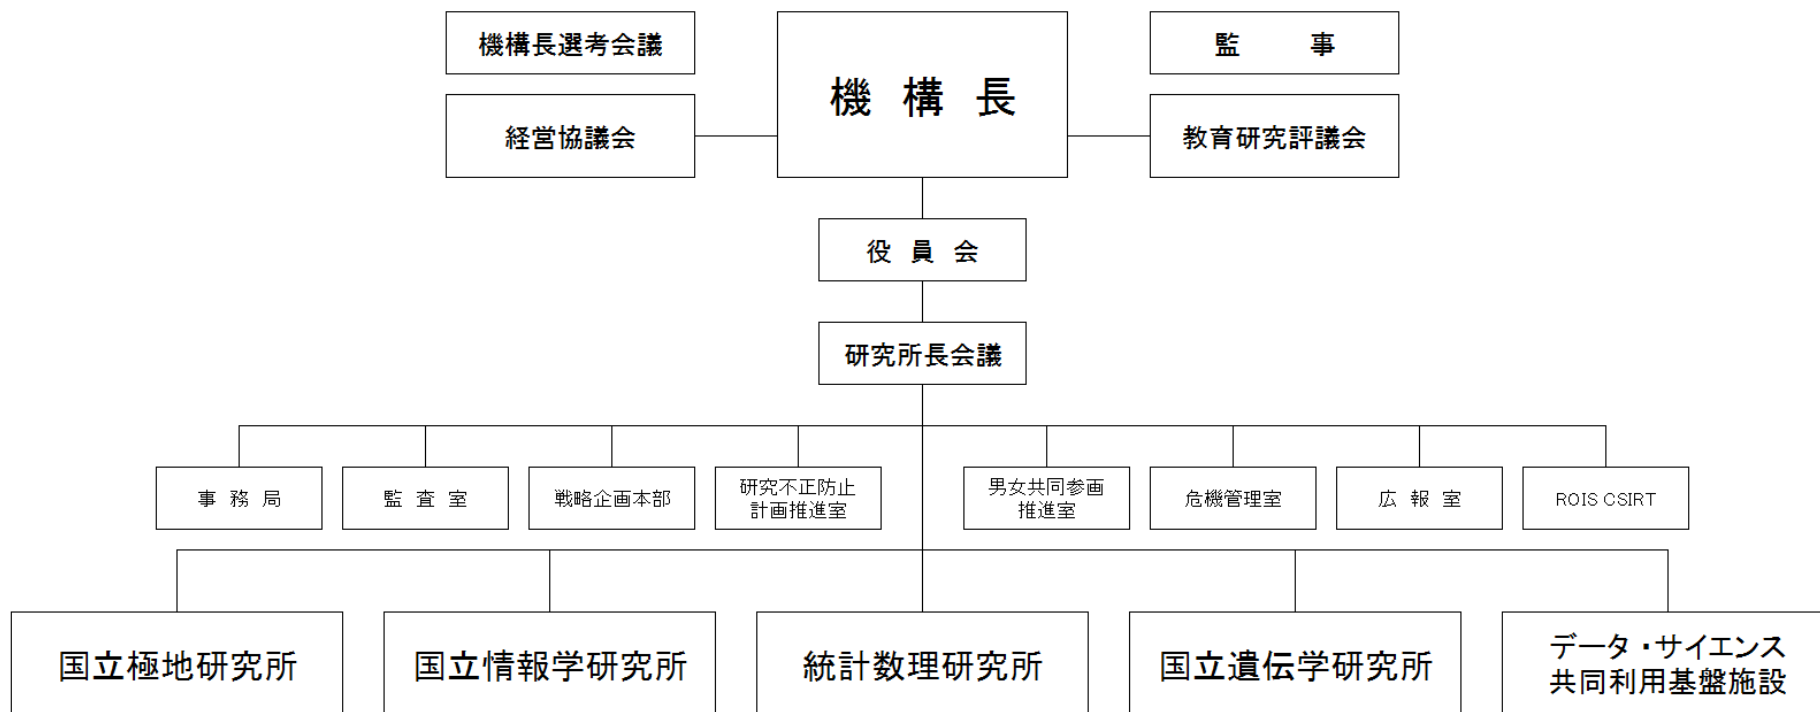 機構長選考会議
機 構 長
監 事
経営協議会
教育研究評議会
役 員 会
研究所長会議
事 務 局
監 査 室
戦略企画本部
研究不正防止
計画推進室
男女共同参画
推進室
危機管理室
広 報 室
ROIS CSIRT
国立極地研究所
国立情報学研究所
統計数理研究所
国立遺伝学研究所
データ・サイエンス
共同利用基盤施設